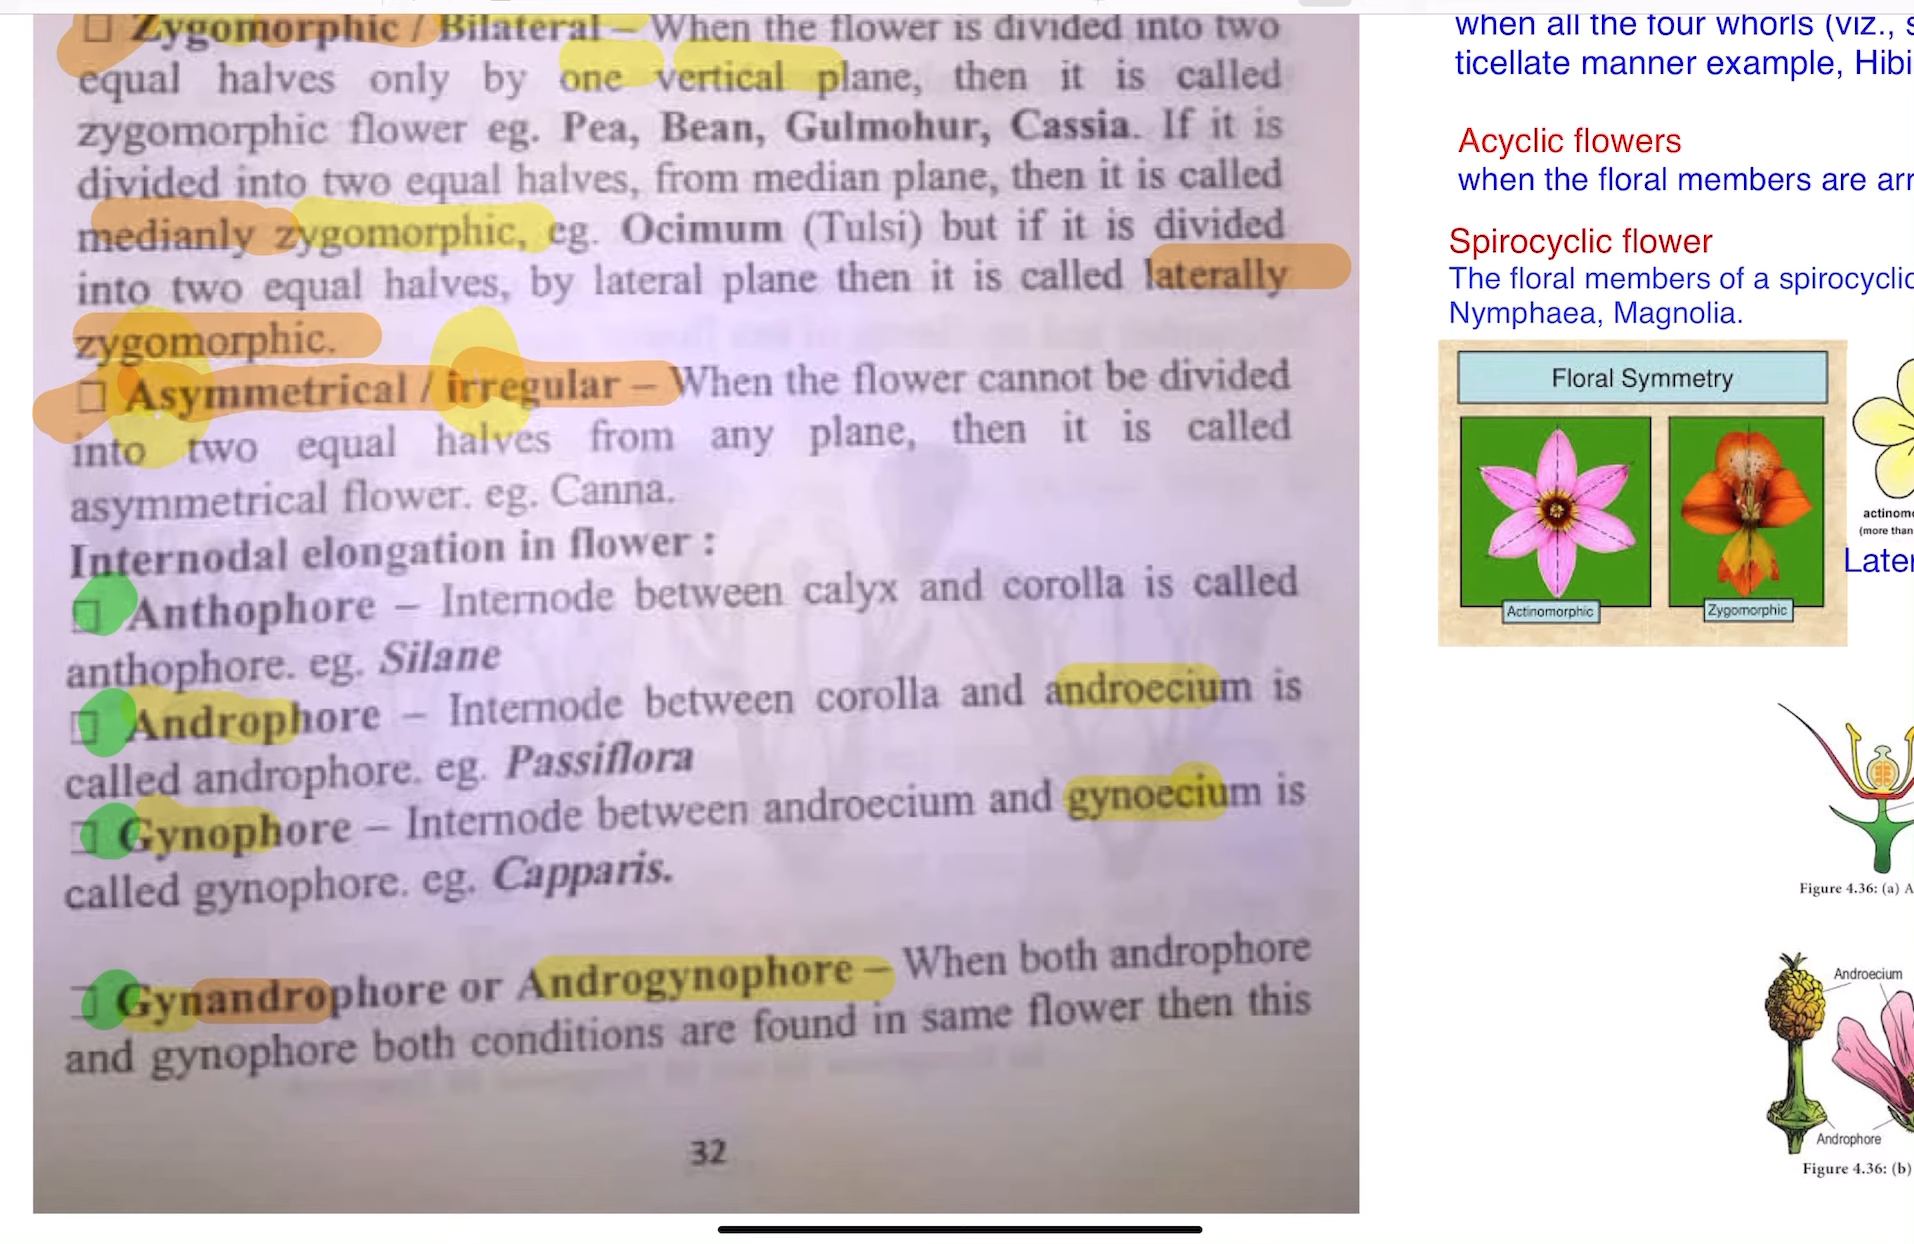 □ Zygomorphic / Bilateral – When the flower is divided into two
equal halves only by one vertical plane, then it is called
zygomorphic flower eg. Pea, Bean, Gulmohur, Cassia. If it is
divided into two equal halves, from median plane, then it is called
medianly zygomorphic, eg. Ocimum (Tulsi) but if it is divided
into two equal halves, by lateral plane then it is called laterally
zygomorphic.
□ Asymmetrical / irregular – When the flower cannot be divided
into two equal halves from any plane, then it is called
asymmetrical flower. eg. Canna.
Internodal elongation in flower :
□ Anthophore – Internode between calyx and corolla is called
anthophore. eg. Silane
□ Androphore – Internode between corolla and androecium is
called androphore. eg. Passiflora
□ Gynophore – Internode between androecium and gynoecium is
called gynophore. eg. Capparis.
□ Gynandrophore or Androgynophore – When both androphore
and gynophore both conditions are found in same flower then this
32
when all the four whorls (viz.,
ticellate manner example, Hibi
Acyclic flowers
when the floral members are arr
Spirocyclic flower
The floral members of a spirocyclic
Nymphaea, Magnolia.
Floral Symmetry
Actinomorphic
Zygomorphic
actinom
(more than
Later
Figure 4.36: (a) A
Androecium
Androphore
Figure 4.36: (b)